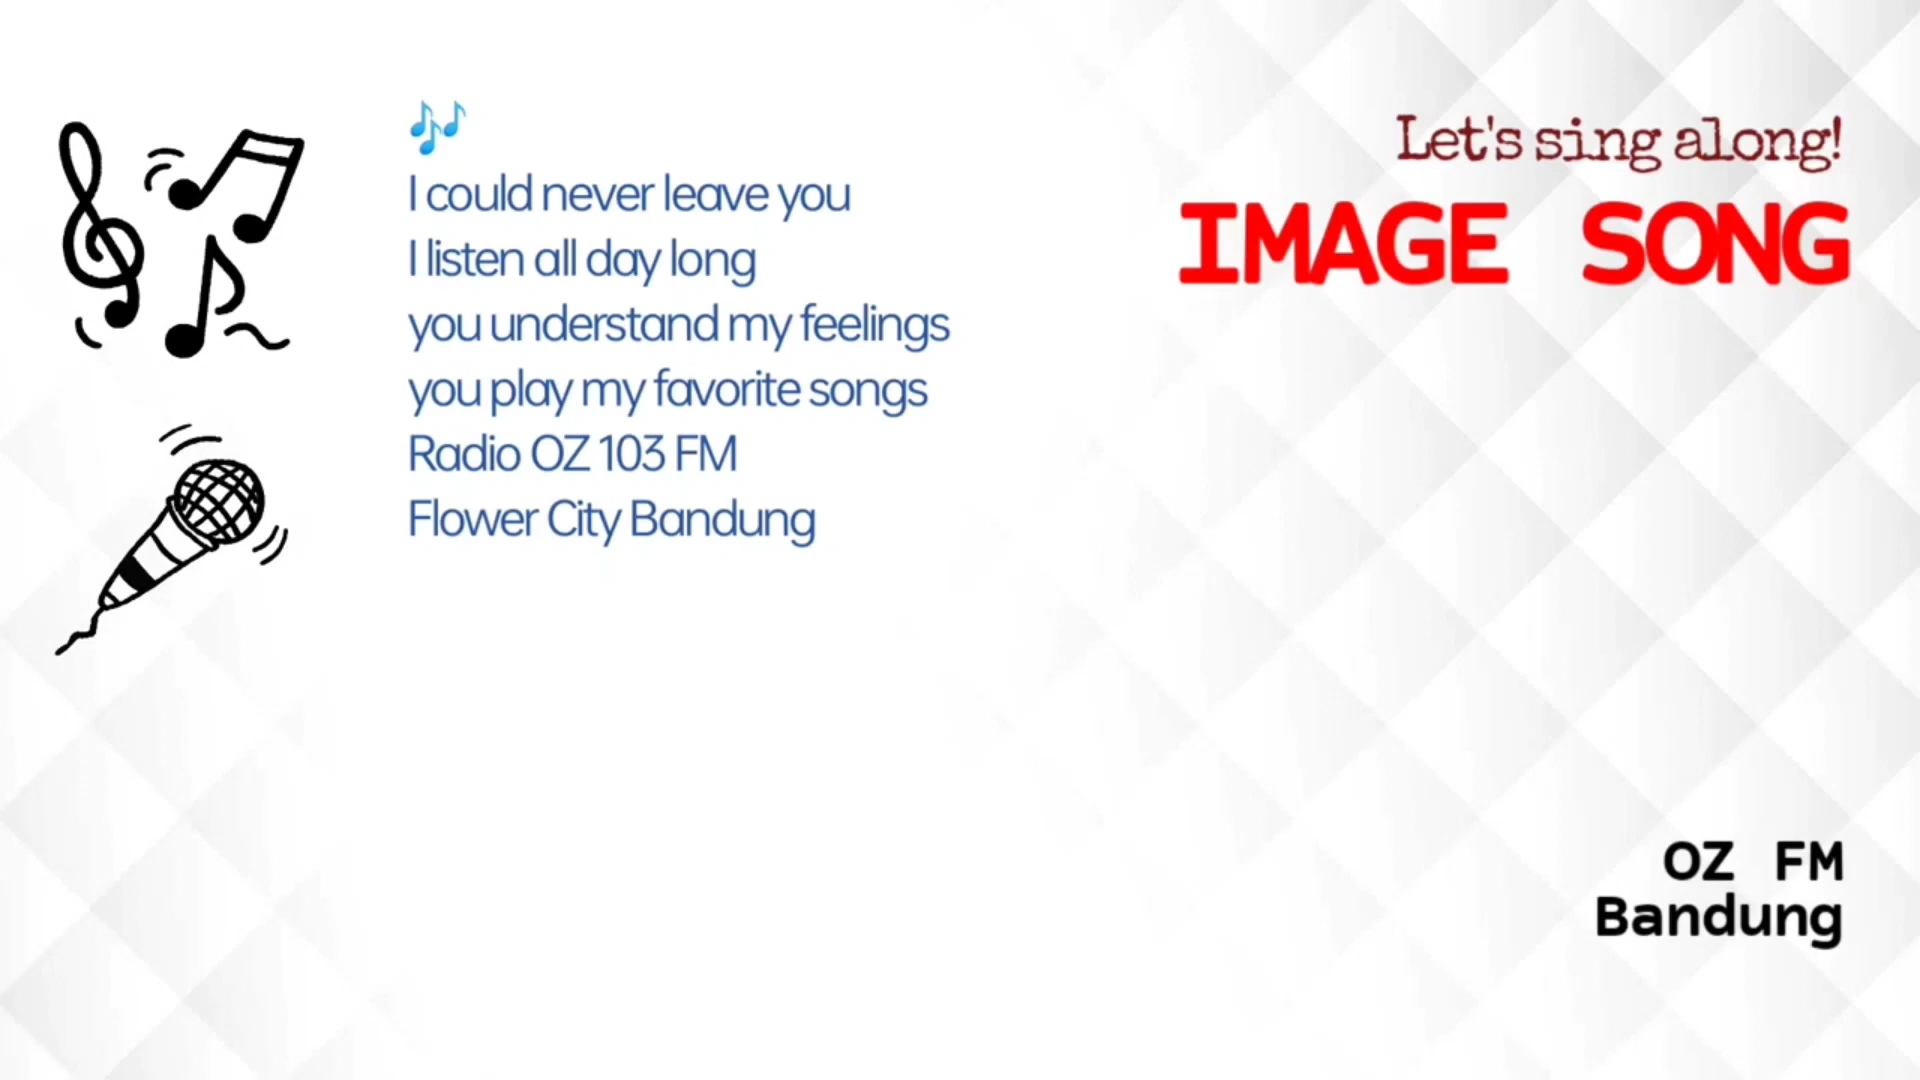 🎶
I could never leave you
I listen all day long
you understand my feelings
you play my favorite songs
Radio OZ 103 FM
Flower City Bandung
Let's sing along!
IMAGE SONG
OZ FM
Bandung